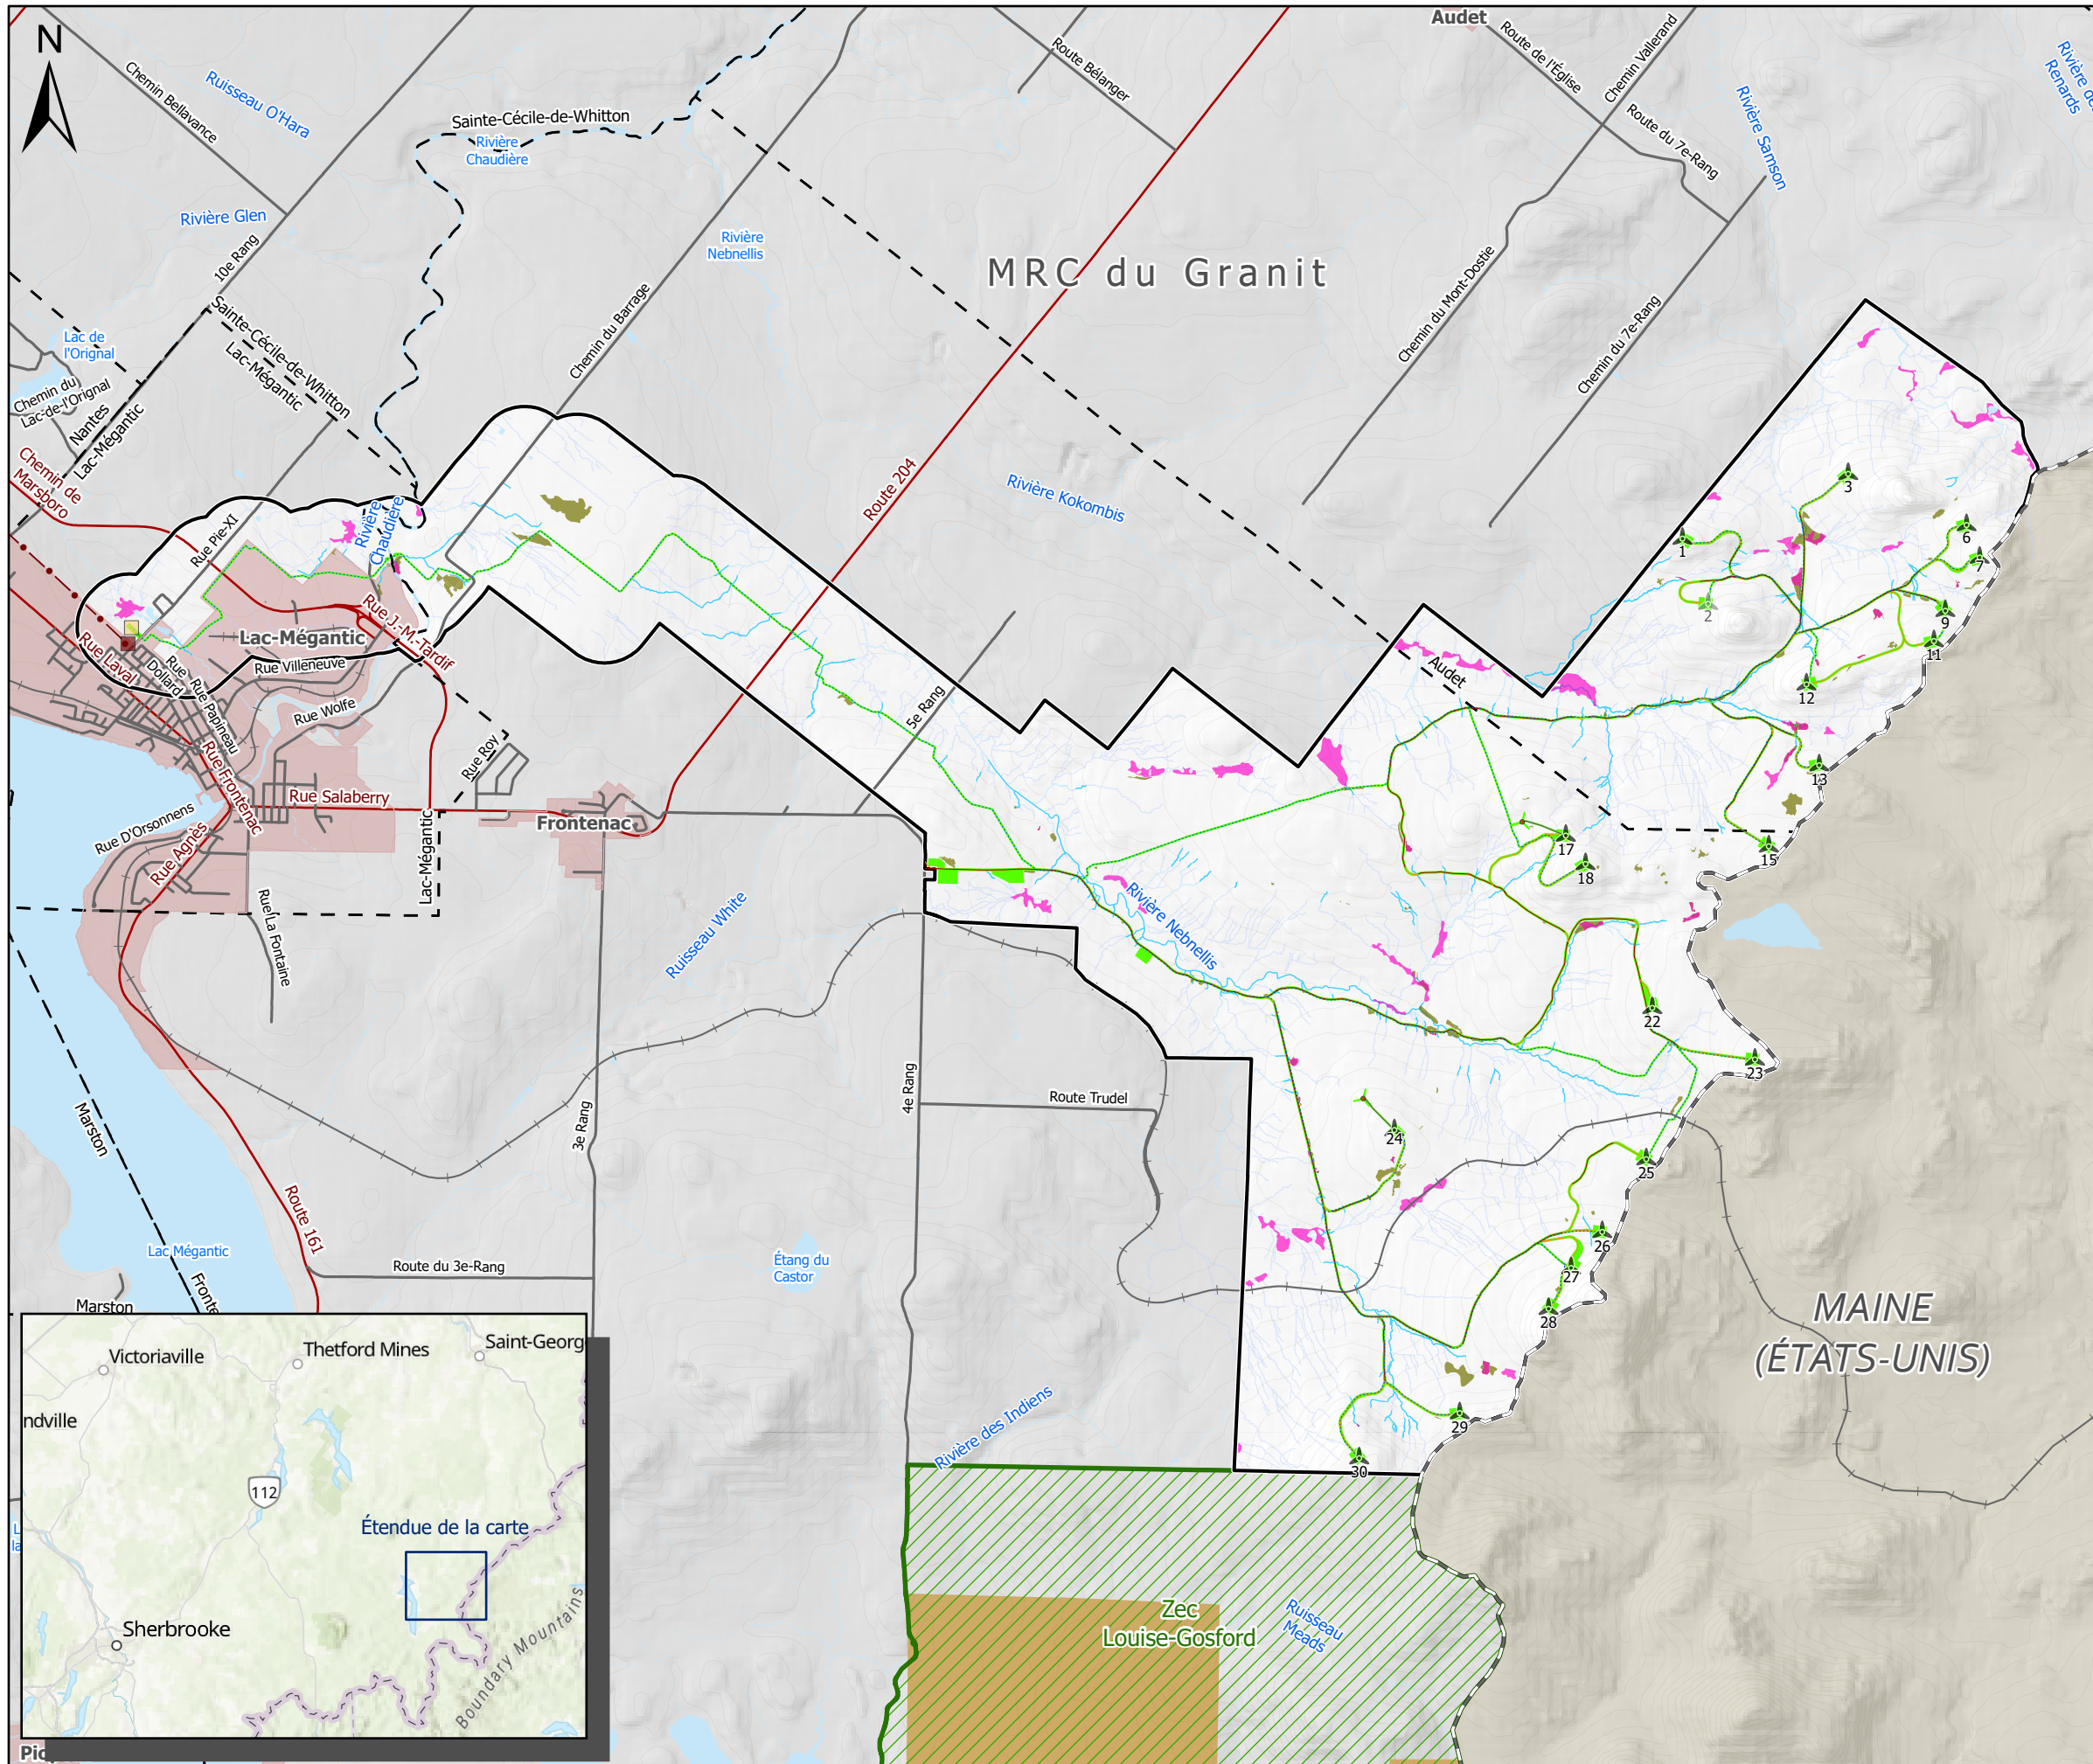 N
Audet
Chemin Bellavance
Ruisseau O'Hara
Sainte-Cécile-de-Whitton
Rivière
Chaudière
Route Bélanger
Route de l'Église
Chemin Vallerand
Route du 7e-Rang
Rivière Samson
Renards
Rivière Glen
10e Rang
Rivière
Nebnellis
MRC du Granit
Chemin du Barrage
Chemin du Mont-Dostie
Chemin du 7e-Rang
Lac de
l'Orignal
Chemin du
Lac-de-l'Orignal
Nantes
Lac-Mégantic
Sainte-Cécile-de-Whitton
Lac-Mégantic
Chemin de
Marsboro
Rue Pie-XI
Rivière
Chaudière
Route 204
Rivière Kokombis
3
1
6
7
2
9
11
12
13
15
Lac-Mégantic
Rue J.-M.-Tardif
Rue Laval
Rue
Dollard
Rue Papineau
Rue Villeneuve
Rue Wolfe
Rue Roy
5e Rang
Audet
Rue Frontenac
Rue Salaberry
Frontenac
Rue D'Orsonnens
Rue Agnès
Lac-Mégantic
Rue La Fontaine
Ruisseau White
Rivière Nebnellis
17
18
22
23
24
25
26
27
28
29
30
Marston
Route 161
3e Rang
4e Rang
Route Trudel
Lac Mégantic
Fronte
Route du 3e-Rang
Étang du
Castor
Marston
MAINE
(ÉTATS-UNIS)
Rivière des Indiens
Zec
Louise-Gosford
Ruisseau
Meads
Victoriaville
Thetford Mines
Saint-Georg
ndville
112
Étendue de la carte
Sherbrooke
Boundary Mountains